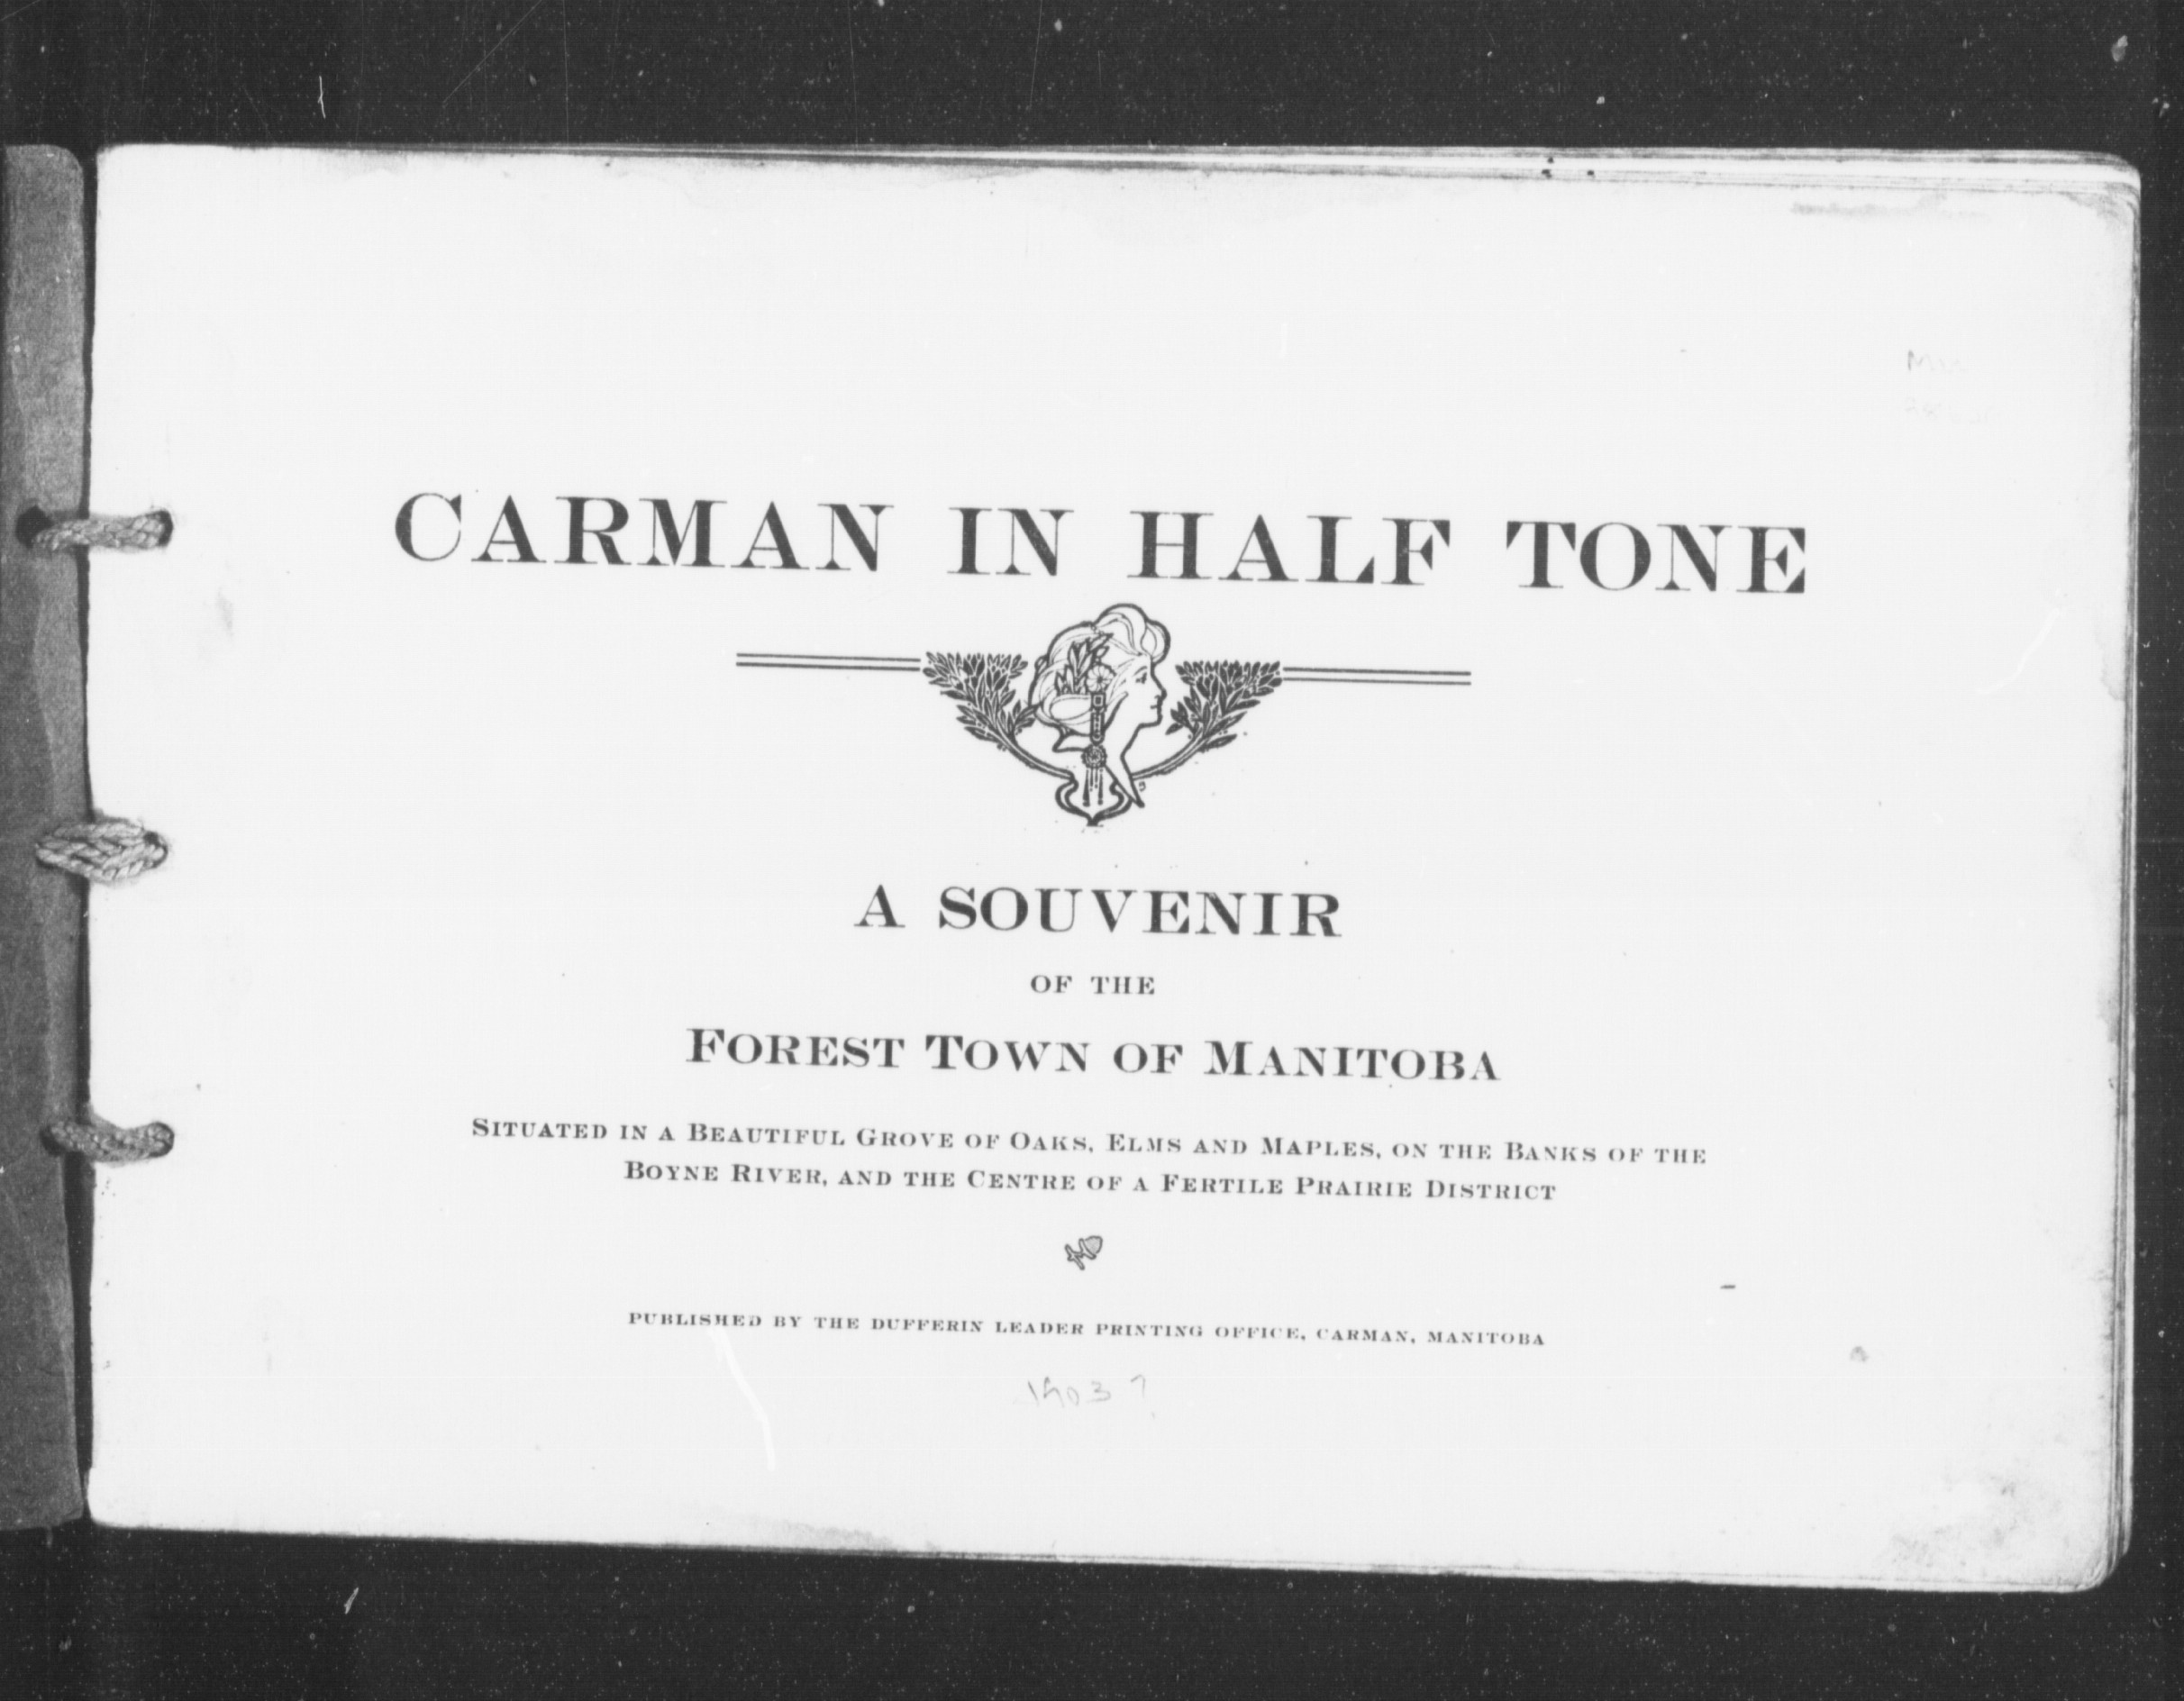 CARMAN IN HALF TONE
A SOUVENIR
OF THE
FOREST TOWN OF MANITOBA
SITUATED IN A BEAUTIFUL GROVE OF OAKS, ELMS AND MAPLES, ON THE BANKS OF THE
BOYNE RIVER, AND THE CENTRE OF A FERTILE PRAIRIE DISTRICT
PUBLISHED BY THE DUFFERIN LEADER PRINTING OFFICE, CARMAN, MANITOBA
1903?